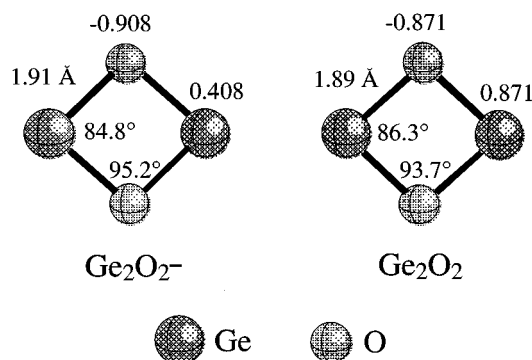 -0.908 -0.871
1.91 Å 0.408 1.89 Å 0.871
84.8° 86.3°
95.2° 93.7°
Ge₂O₂⁻ Ge₂O₂
Ge O